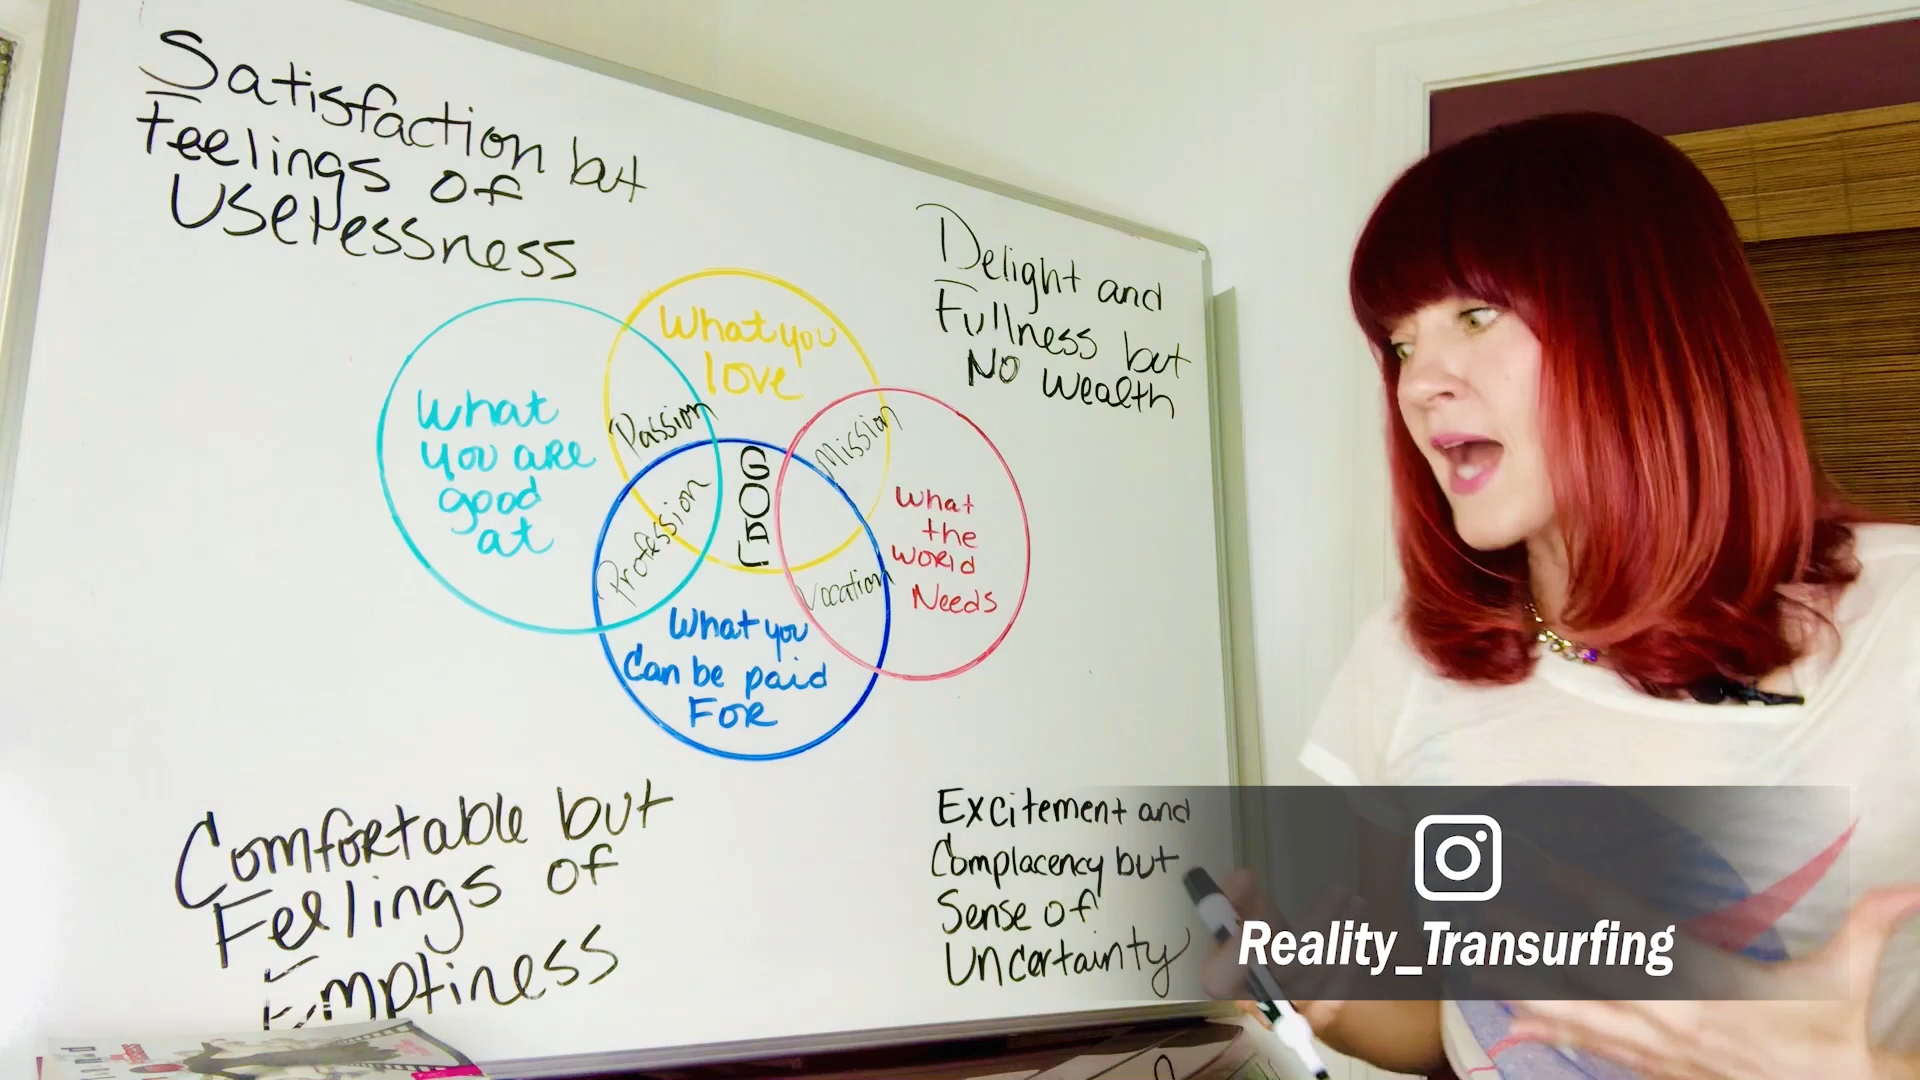 Satisfaction but
Feelings of
Uselessness
Delight and
Fullness but
No wealth
What you
love
What
you are
good
at
Passion
Mission
GOAL
Profession
Vocation
What
the
WORld
Needs
What you
Can be paid
FOR
Comfortable but
Feelings of
Emptiness
Excitement and
Complacency but
Sense of
Uncertainty
Reality_Transurfing